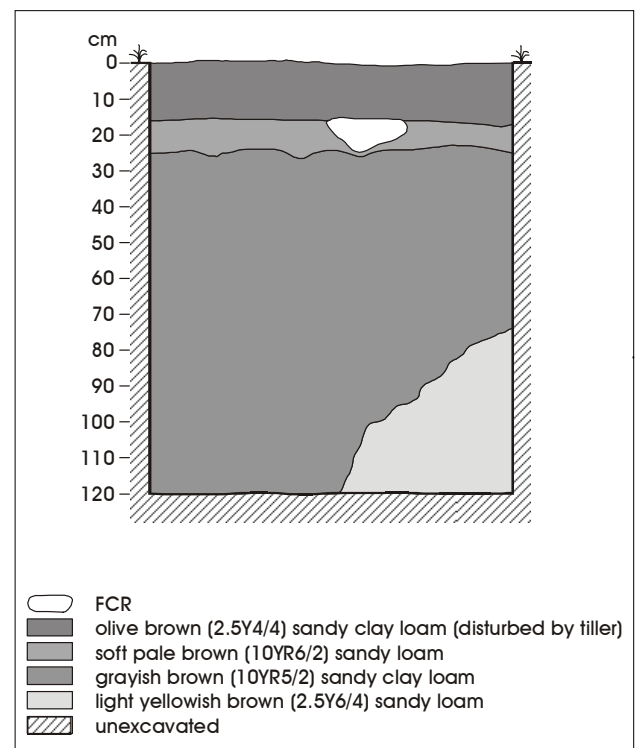 cm
0
10
20
30
40
50
60
70
80
90
100
110
120
FCR
olive brown (2.5Y4/4) sandy clay loam (disturbed by tiller)
soft pale brown (10YR6/2) sandy loam
grayish brown (10YR5/2) sandy clay loam
light yellowish brown (2.5Y6/4) sandy loam
unexcavated